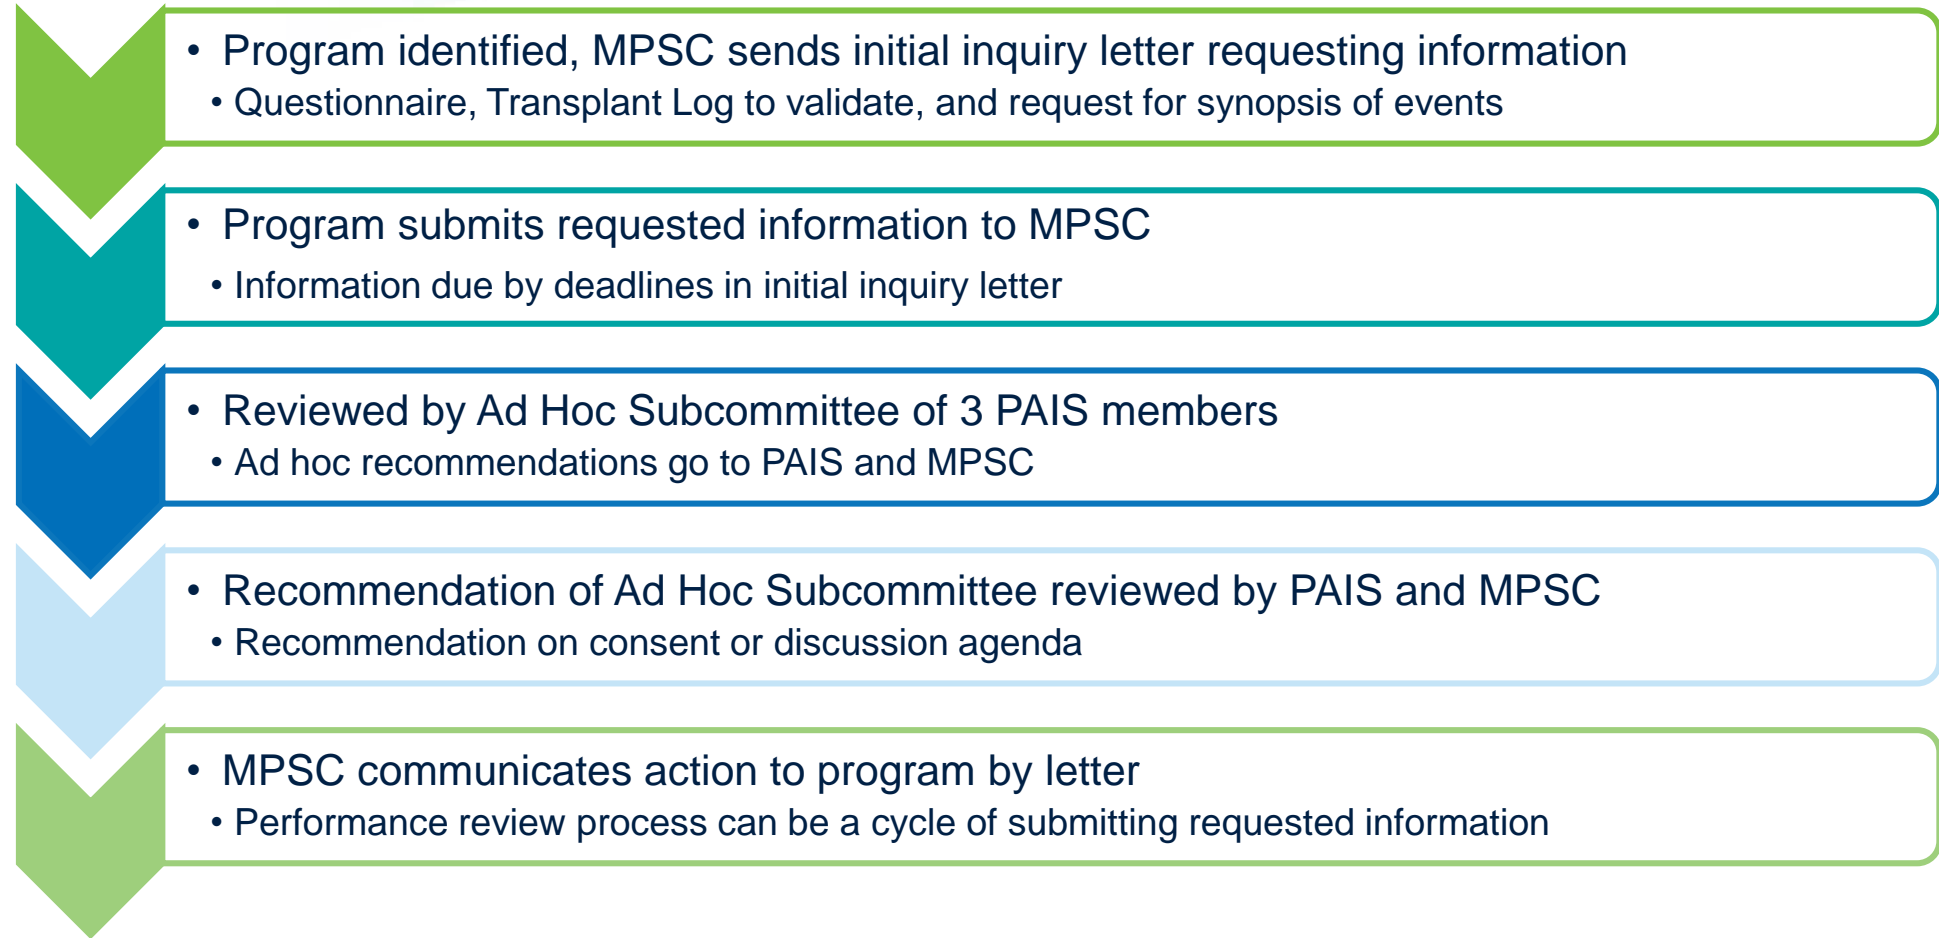 • Program identified, MPSC sends initial inquiry letter requesting information
• Questionnaire, Transplant Log to validate, and request for synopsis of events
• Program submits requested information to MPSC
• Information due by deadlines in initial inquiry letter
• Reviewed by Ad Hoc Subcommittee of 3 PAIS members
• Ad hoc recommendations go to PAIS and MPSC
• Recommendation of Ad Hoc Subcommittee reviewed by PAIS and MPSC
• Recommendation on consent or discussion agenda
• MPSC communicates action to program by letter
• Performance review process can be a cycle of submitting requested information